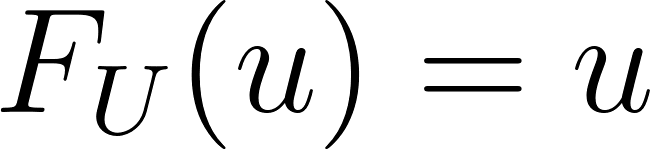 F_U(u) = u